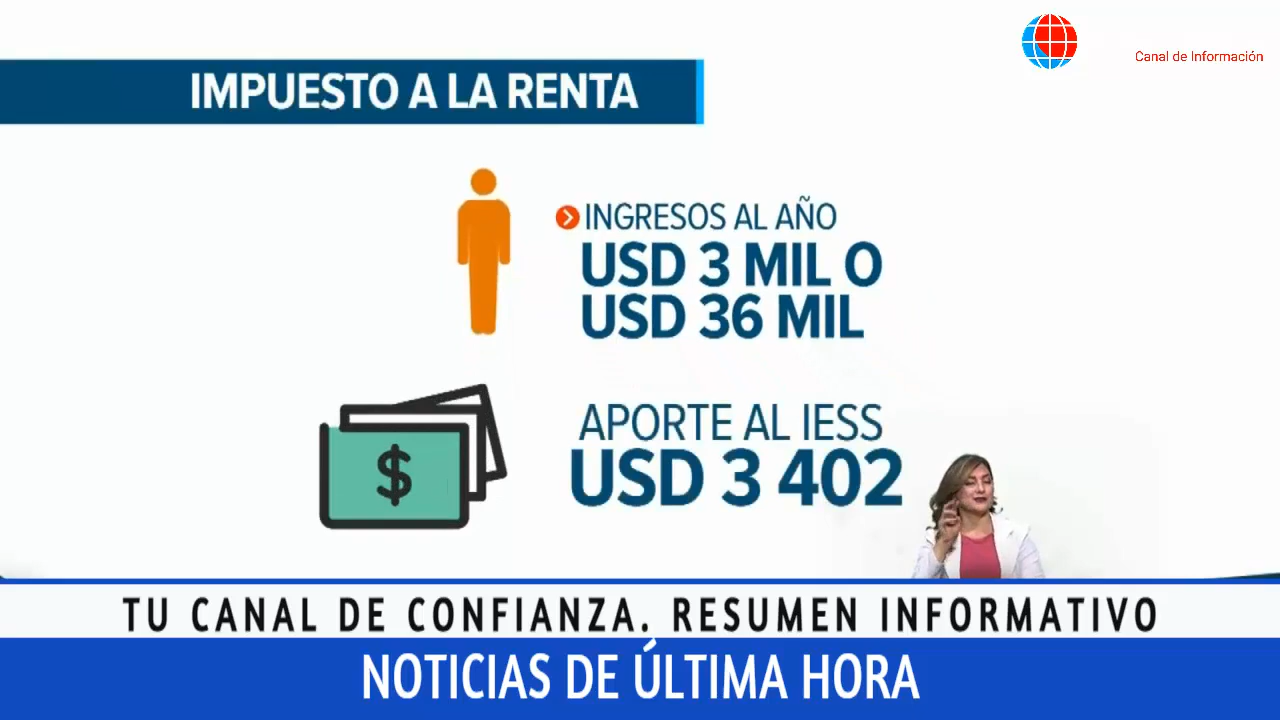 Canal de Información
IMPUESTO A LA RENTA
INGRESOS AL AÑO
USD 3 MIL O
USD 36 MIL
$
APORTE AL IESS
USD 3 402
TU CANAL DE CONFIANZA. RESUMEN INFORMATIVO
NOTICIAS DE ÚLTIMA HORA